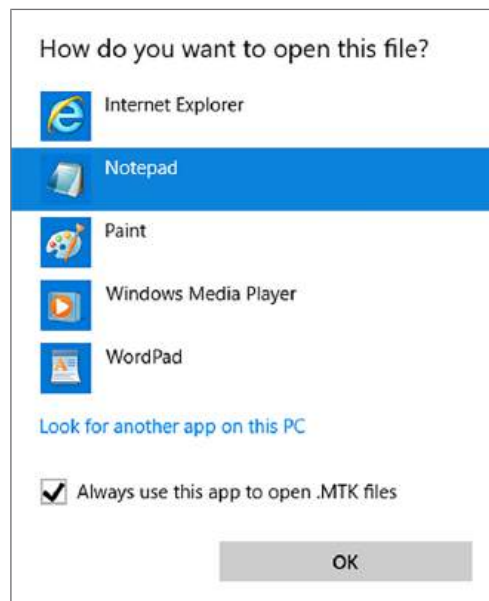 How do you want to open this file?
Internet Explorer
Notepad
Paint
Windows Media Player
WordPad
Look for another app on this PC
Always use this app to open .MTK files
OK